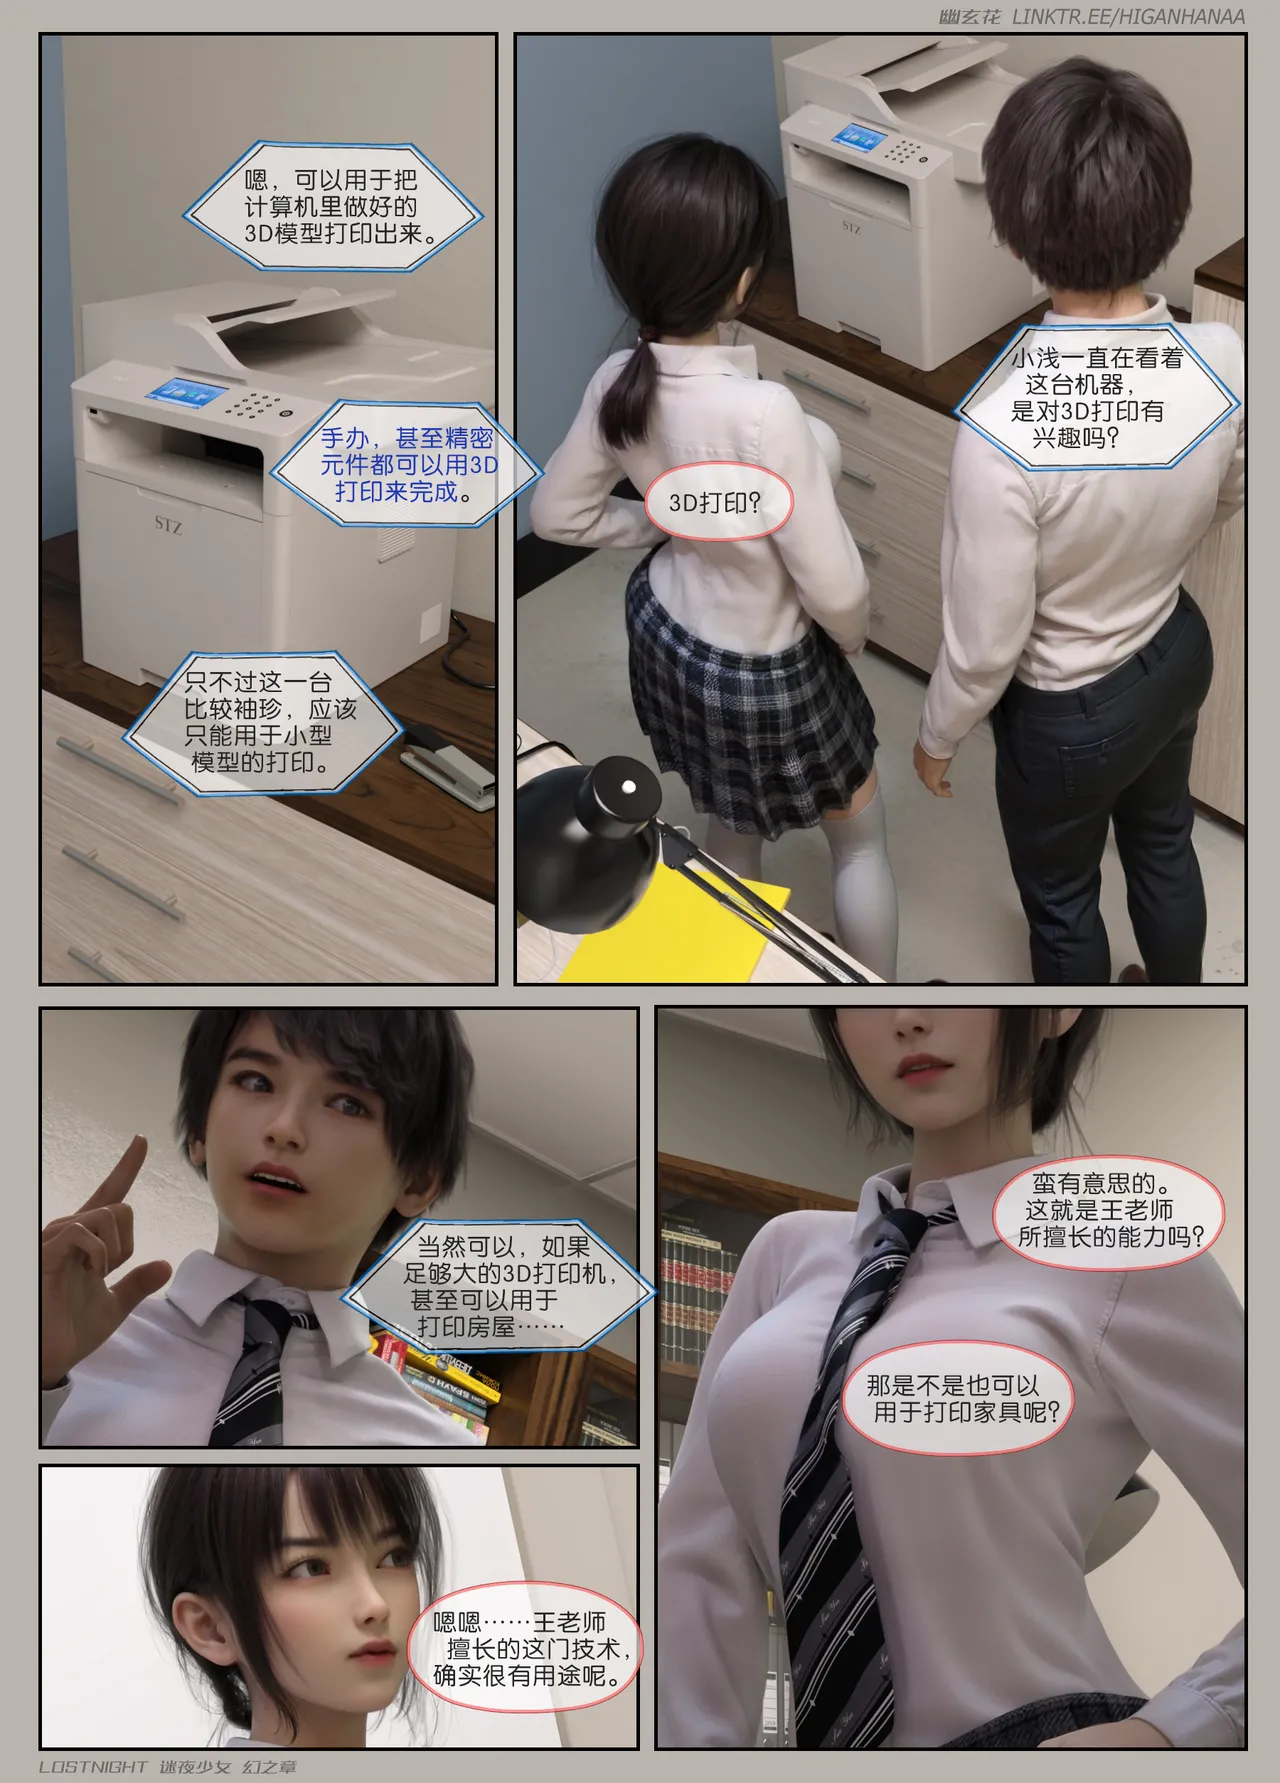 幽玄花 LINKTR.EE/HIGANHANAA
嗯，可以用于把
计算机里做好的
3D模型打印出来。
手办，甚至精密
元件都可以用3D
打印来完成。
STZ
只不过这一台
比较袖珍，应该
只能用于小型
模型的打印。
STZ
小浅一直在看着
这台机器，
是对3D打印有
兴趣吗？
3D打印？
当然可以，如果
足够大的3D打印机，
甚至可以用于
打印房屋……
蛮有意思的。
这就是王老师
所擅长的能力吗？
那是不是也可以
用于打印家具呢？
嗯嗯……王老师
擅长的这门技术，
确实很有用途呢。
LOSTNIGHT 迷夜少女 幻之章